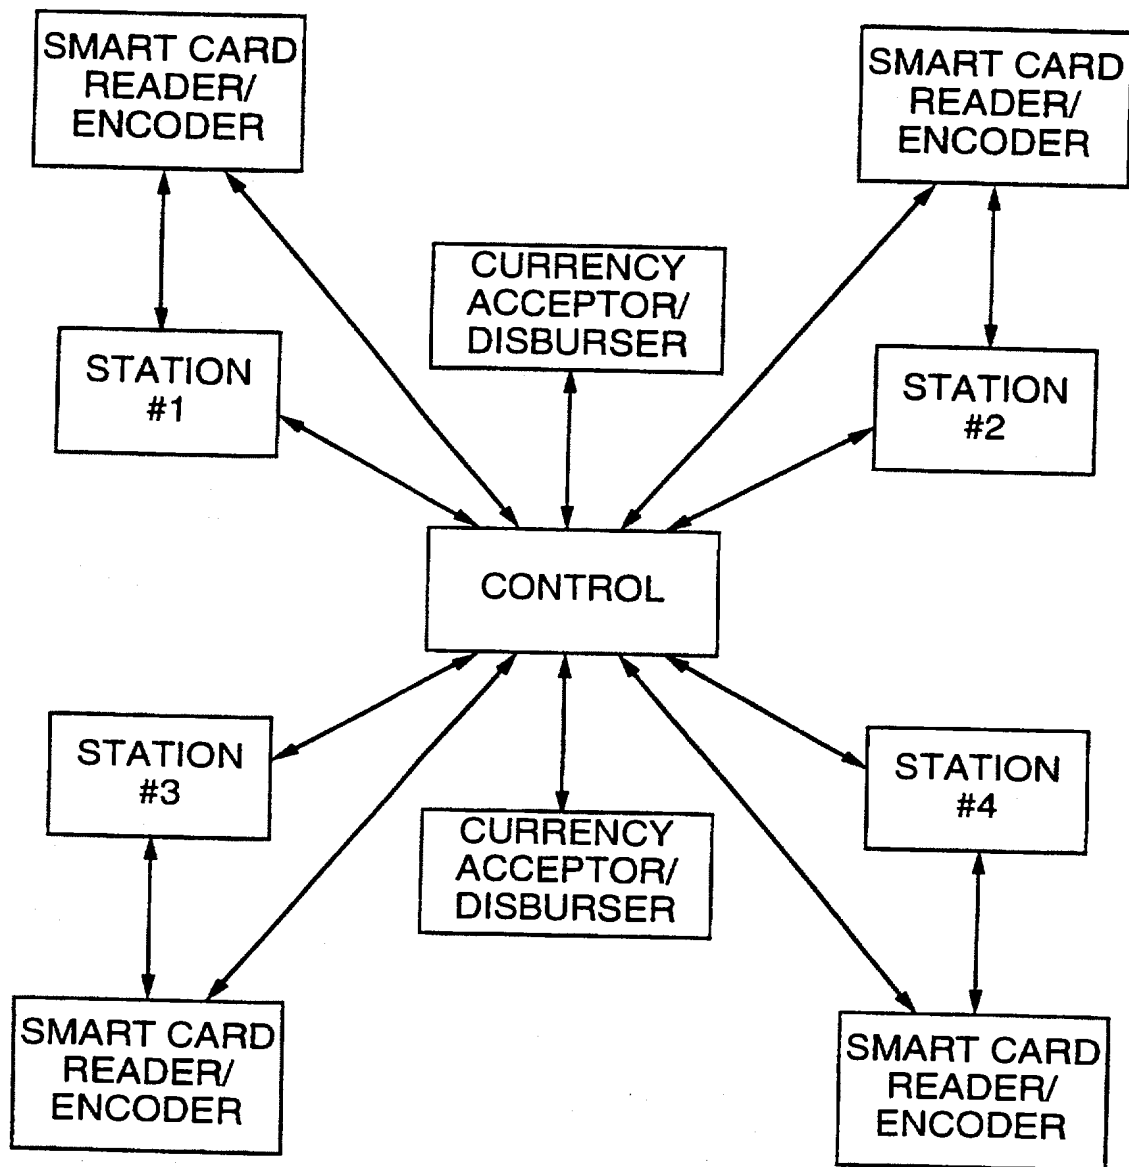 SMART CARD
READER/
ENCODER
SMART CARD
READER/
ENCODER
CURRENCY
ACCEPTOR/
DISBURSER
STATION
#1
STATION
#2
CONTROL
STATION
#3
STATION
#4
CURRENCY
ACCEPTOR/
DISBURSER
SMART CARD
READER/
ENCODER
SMART CARD
READER/
ENCODER